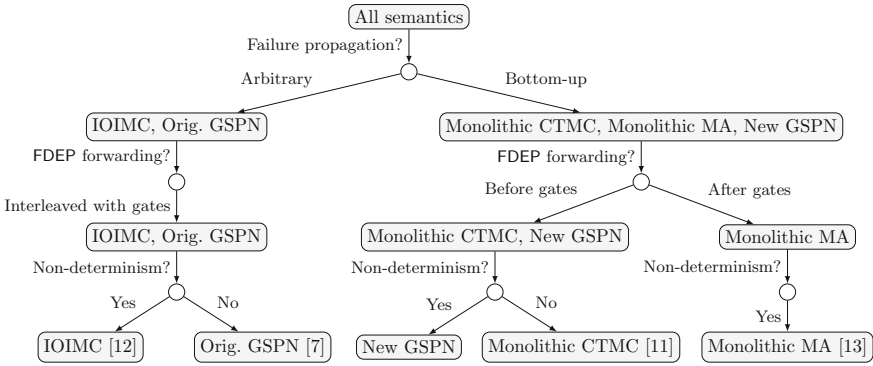 All semantics
Failure propagation?
Arbitrary
Bottom-up
IOIMC, Orig. GSPN
Monolithic CTMC, Monolithic MA, New GSPN
FDEP forwarding?
FDEP forwarding?
Interleaved with gates
Before gates
After gates
IOIMC, Orig. GSPN
Monolithic CTMC, New GSPN
Monolithic MA
Non-determinism?
Non-determinism?
Non-determinism?
Yes
No
Yes
No
Yes
IOIMC [12]
Orig. GSPN [7]
New GSPN
Monolithic CTMC [11]
Monolithic MA [13]